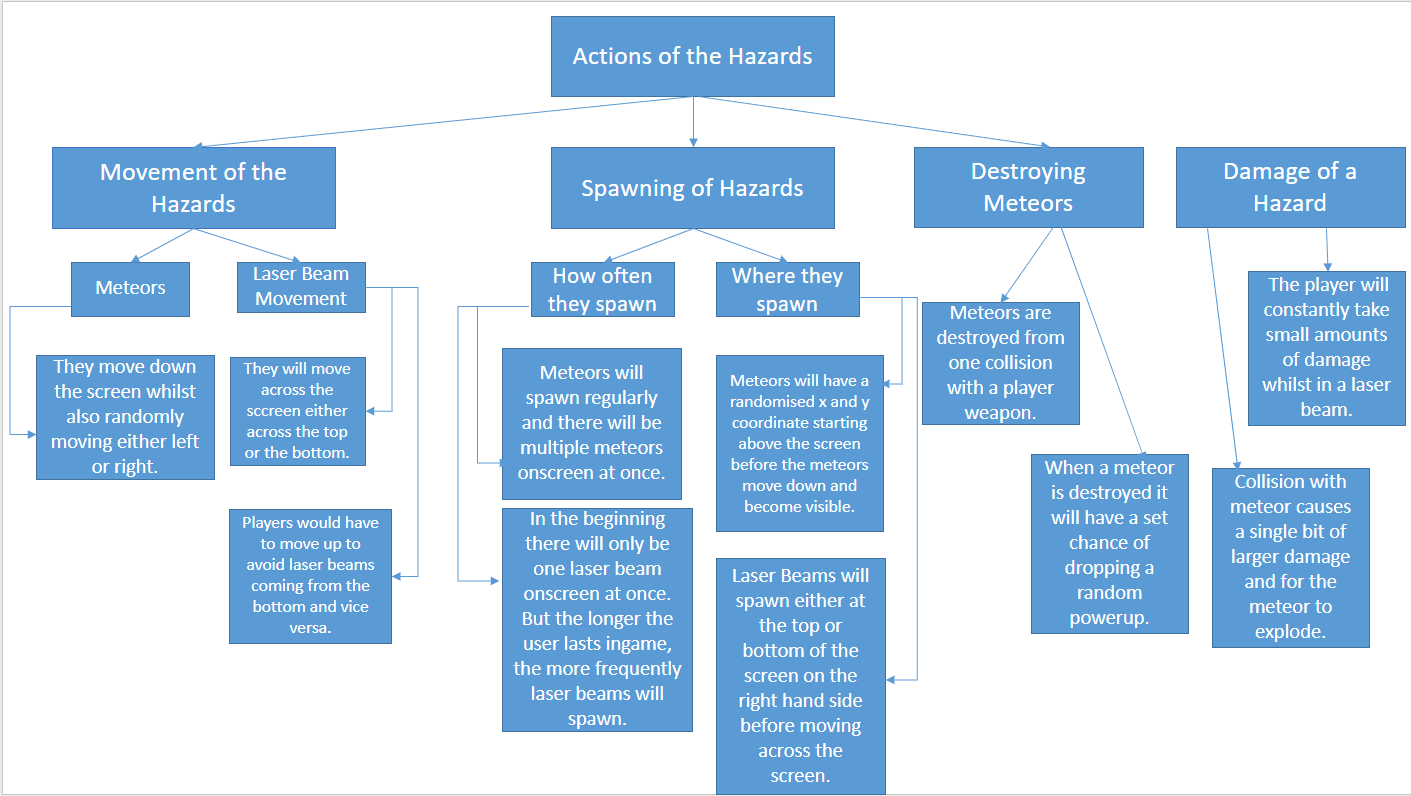 Actions of the Hazards
Movement of the
Hazards
Spawning of Hazards
Destroying
Meteors
Damage of a
Hazard
Meteors
Laser Beam
Movement
How often
they spawn
Where they
spawn
They move down
the screen whilst
also randomly
moving either left
or right.
They will move
across the
sccreen either
across the top
or the bottom.
Players would have
to move up to
avoid laser beams
coming from the
bottom and vice
versa.
Meteors will
spawn regularly
and there will be
multiple meteors
onscreen at once.
In the beginning
there will only be
one laser beam
onscreen at once.
But the longer the
user lasts ingame,
the more frequently
laser beams will
spawn.
Meteors will have a
randomised x and y
coordinate starting
above the screen
before the meteors
move down and
become visible.
Laser Beams will
spawn either at
the top or
bottom of the
screen on the
right hand side
before moving
across the
screen.
Meteors are
destroyed from
one collision
with a player
weapon.
When a meteor
is destroyed it
will have a set
chance of
dropping a
random
powerup.
The player will
constantly take
small amounts
of damage
whilst in a laser
beam.
Collision with
meteor causes
a single bit of
larger damage
and for the
meteor to
explode.